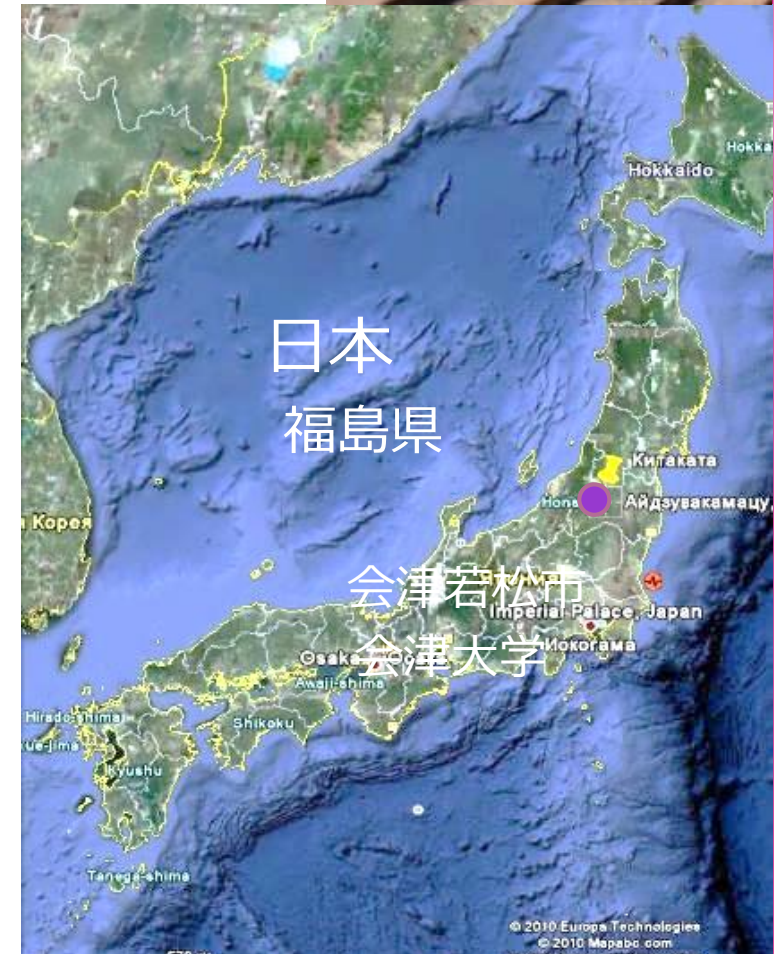 Hokka
Hokkaido
日本
福島県
Китаката
Hons
Айдзувакамацу,
я Корея
会津若松市
Imperial Palace, Japan
Йокогама
会津大学
Osaka
Awaji-shima
Hirado-shima
Shikoku
ue-jima
Kyushu
Tanega-shima
© 2010 Europa Technologies
© 2010 Mapabc.com